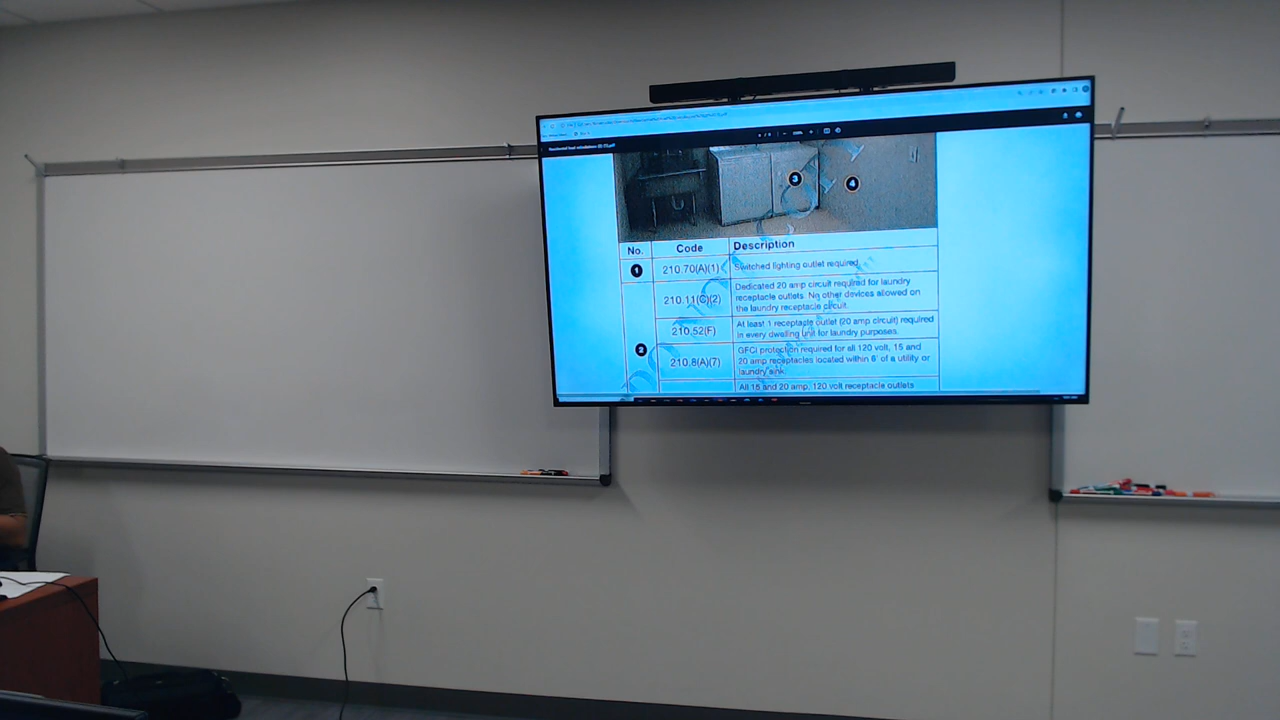 3
4
No. Code Description
1 210.70(A)(1) Switched lighting outlet required.
210.11(C)(2) Dedicated 20 amp circuit required for laundry
receptacle outlets. No other devices allowed on
the laundry receptacle circuit.
210.52(F) At least 1 receptacle outlet (20 amp circuit) required
in every dwelling unit for laundry purposes.
2 210.8(A)(7) GFCI protection required for all 120 volt, 15 and
20 amp receptacles located within 6' of a utility or
laundry sink.
All 15 and 20 amp, 120 volt receptacle outlets